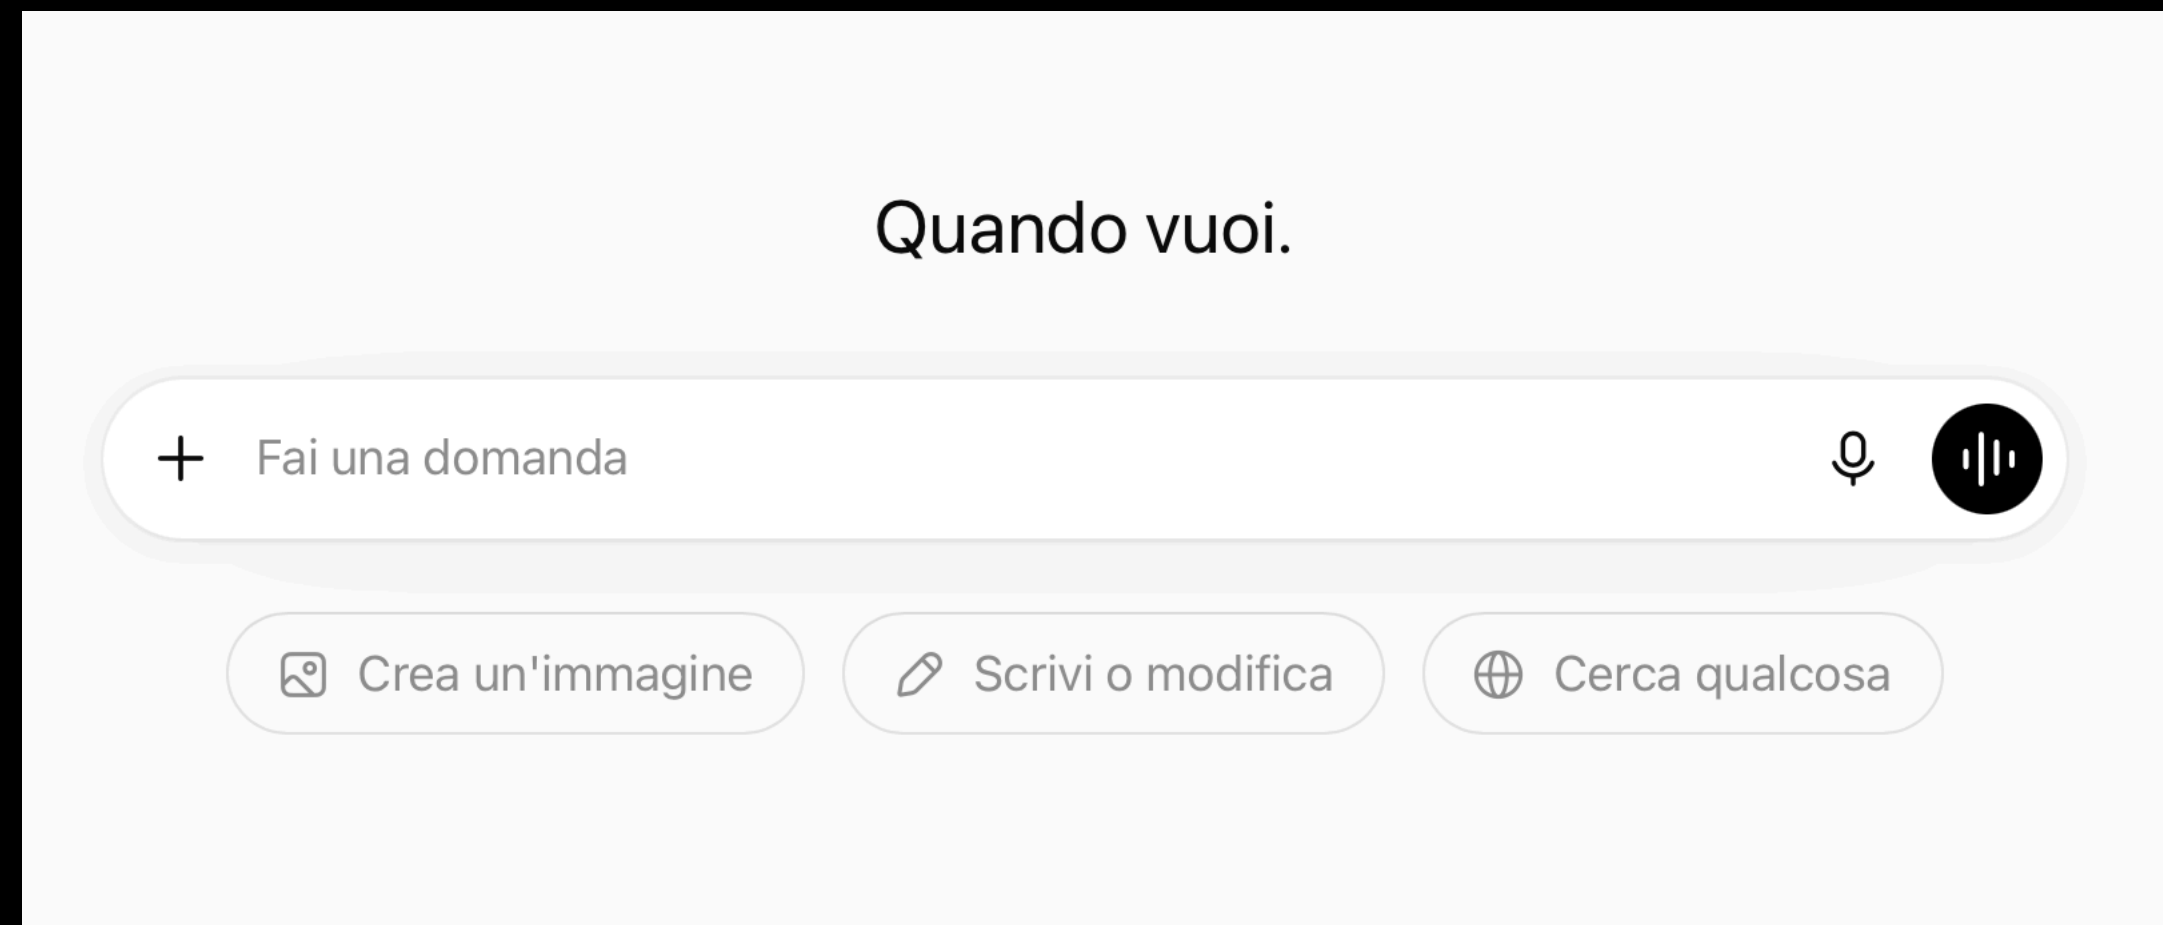 Quando vuoi.
Fai una domanda
Crea un'immagine
Scrivi o modifica
Cerca qualcosa